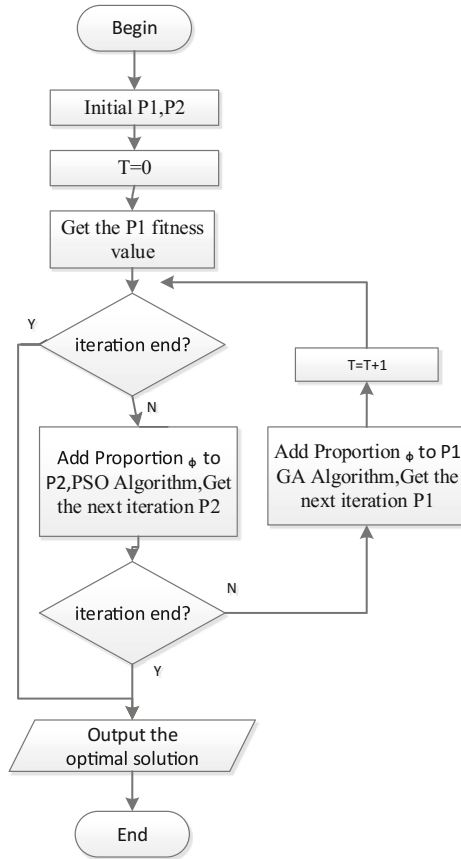 Begin
Initial P1,P2
T=0
Get the P1 fitness
value
Y
iteration end?
T=T+1
N
Add Proportion ϕ to
P2,PSO Algorithm,Get
the next iteration P2
Add Proportion ϕ to P1
GA Algorithm,Get the
next iteration P1
iteration end?
N
Y
Output the
optimal solution
End